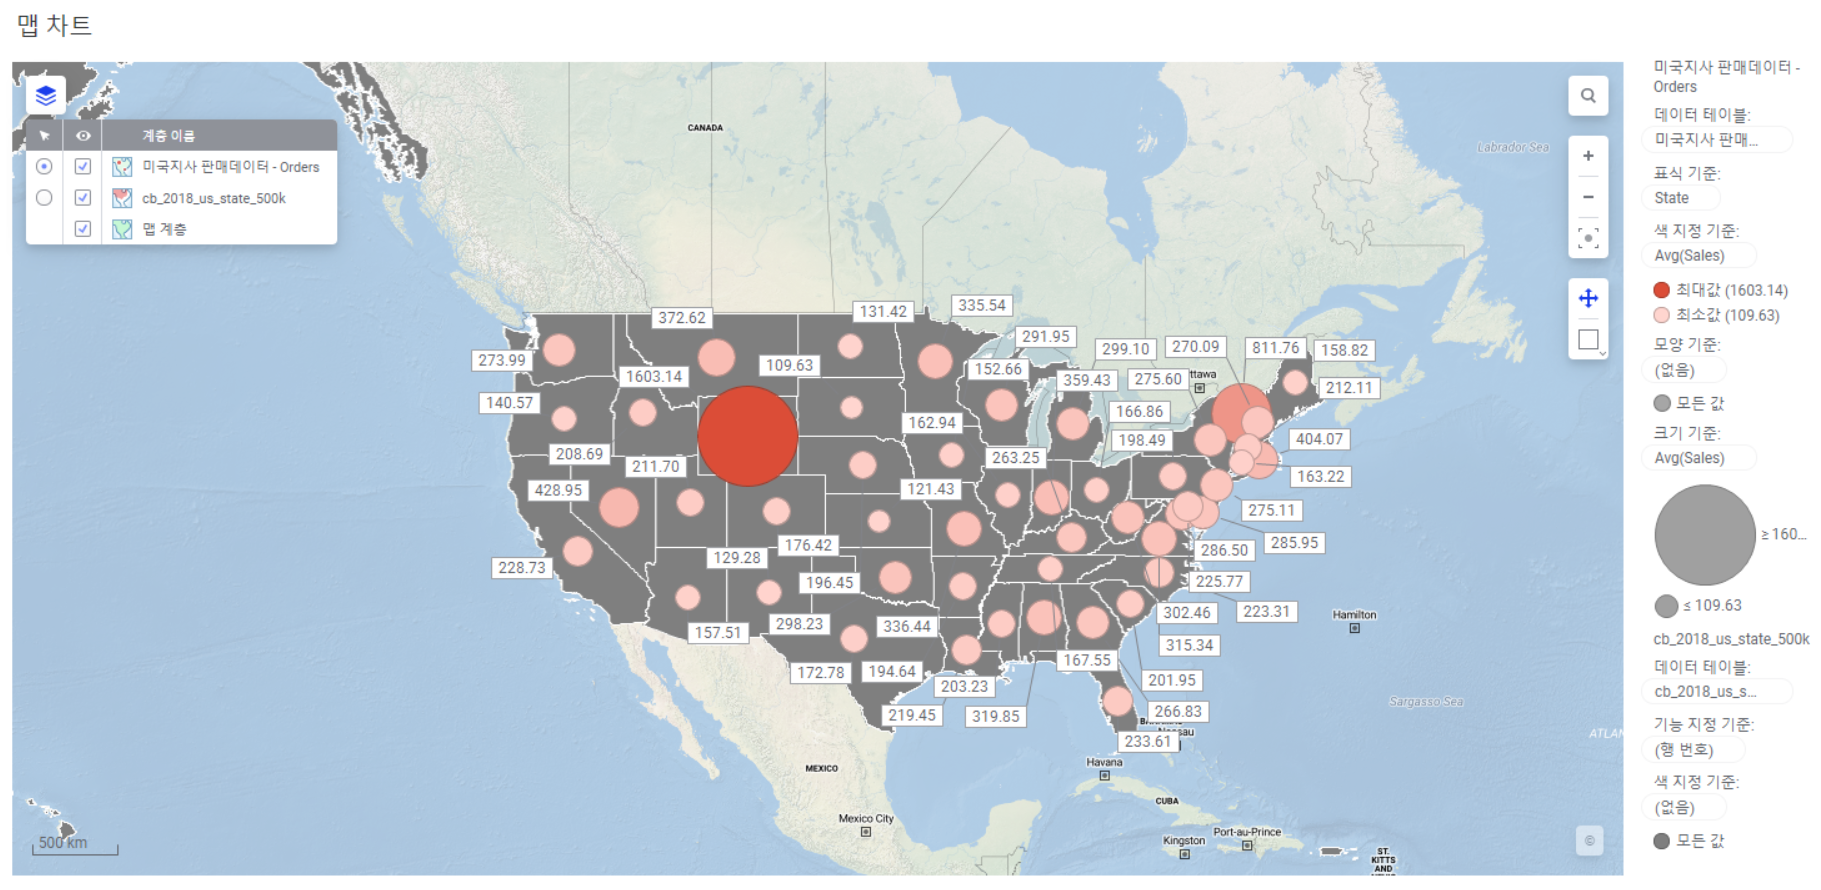 맵 차트
계층 이름
미국지사 판매데이터 - Orders
cb_2018_us_state_500k
맵 계층
CANADA
Labrador Sea
372.62
131.42
335.54
291.95
273.99
109.63
1603.14
152.66
299.10
270.09
811.76
158.82
ttawa
359.43
275.60
212.11
140.57
162.94
166.86
208.69
211.70
198.49
404.07
263.25
163.22
428.95
121.43
275.11
228.73
129.28
176.42
286.50
285.95
196.45
225.77
157.51
298.23
336.44
302.46
223.31
Hamilton
315.34
172.78
194.64
167.55
203.23
201.95
219.45
319.85
266.83
Sargasso Sea
233.61
ssau
ATLAN
MEXICO
Havana
CUBA
Mexico City
Port-au-Prince
Kingston
ST.
KITTS
AND
500 km
©
미국지사 판매데이터 -
Orders
데이터 테이블:
미국지사 판매...
표식 기준:
State
색 지정 기준:
Avg(Sales)
최대값 (1603.14)
최소값 (109.63)
모양 기준:
(없음)
모든 값
크기 기준:
Avg(Sales)
≥ 160...
≤ 109.63
cb_2018_us_state_500k
데이터 테이블:
cb_2018_us_s...
기능 지정 기준:
(행 번호)
색 지정 기준:
(없음)
모든 값